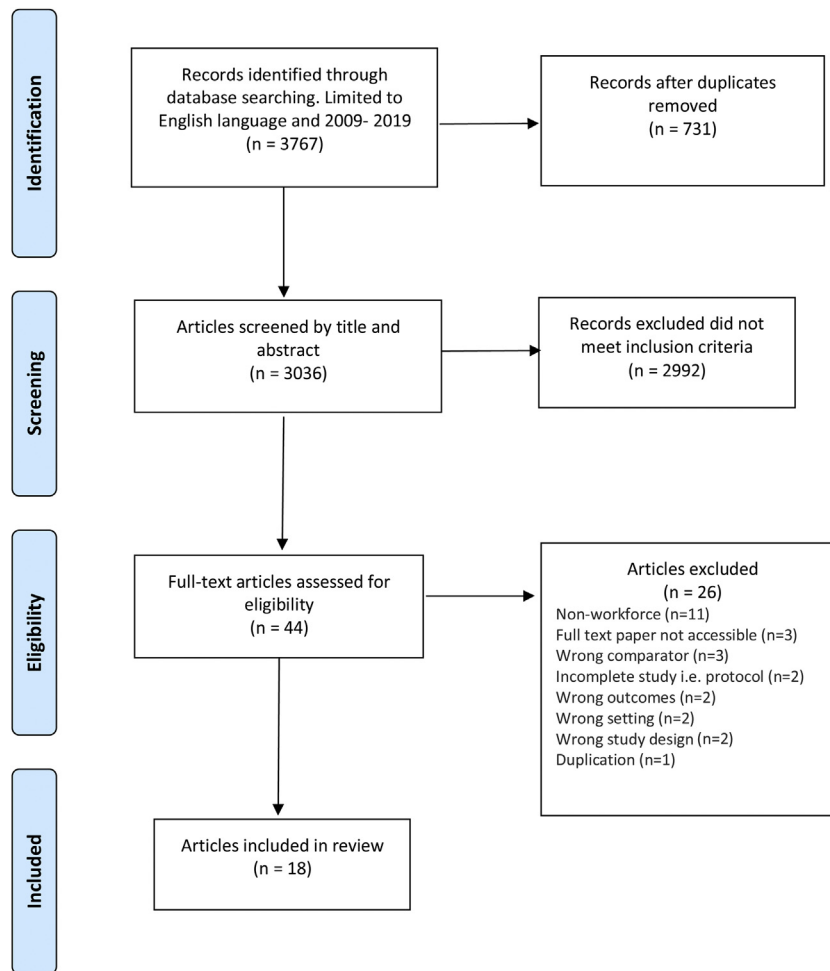 Identification
Records identified through
database searching. Limited to
English language and 2009- 2019
(n = 3767)
Records after duplicates
removed
(n = 731)
Screening
Articles screened by title and
abstract
(n = 3036)
Records excluded did not
meet inclusion criteria
(n = 2992)
Eligibility
Full-text articles assessed for
eligibility
(n = 44)
Articles excluded
(n = 26)
Non-workforce (n=11)
Full text paper not accessible (n=3)
Wrong comparator (n=3)
Incomplete study i.e. protocol (n=2)
Wrong outcomes (n=2)
Wrong setting (n=2)
Wrong study design (n=2)
Duplication (n=1)
Included
Articles included in review
(n = 18)